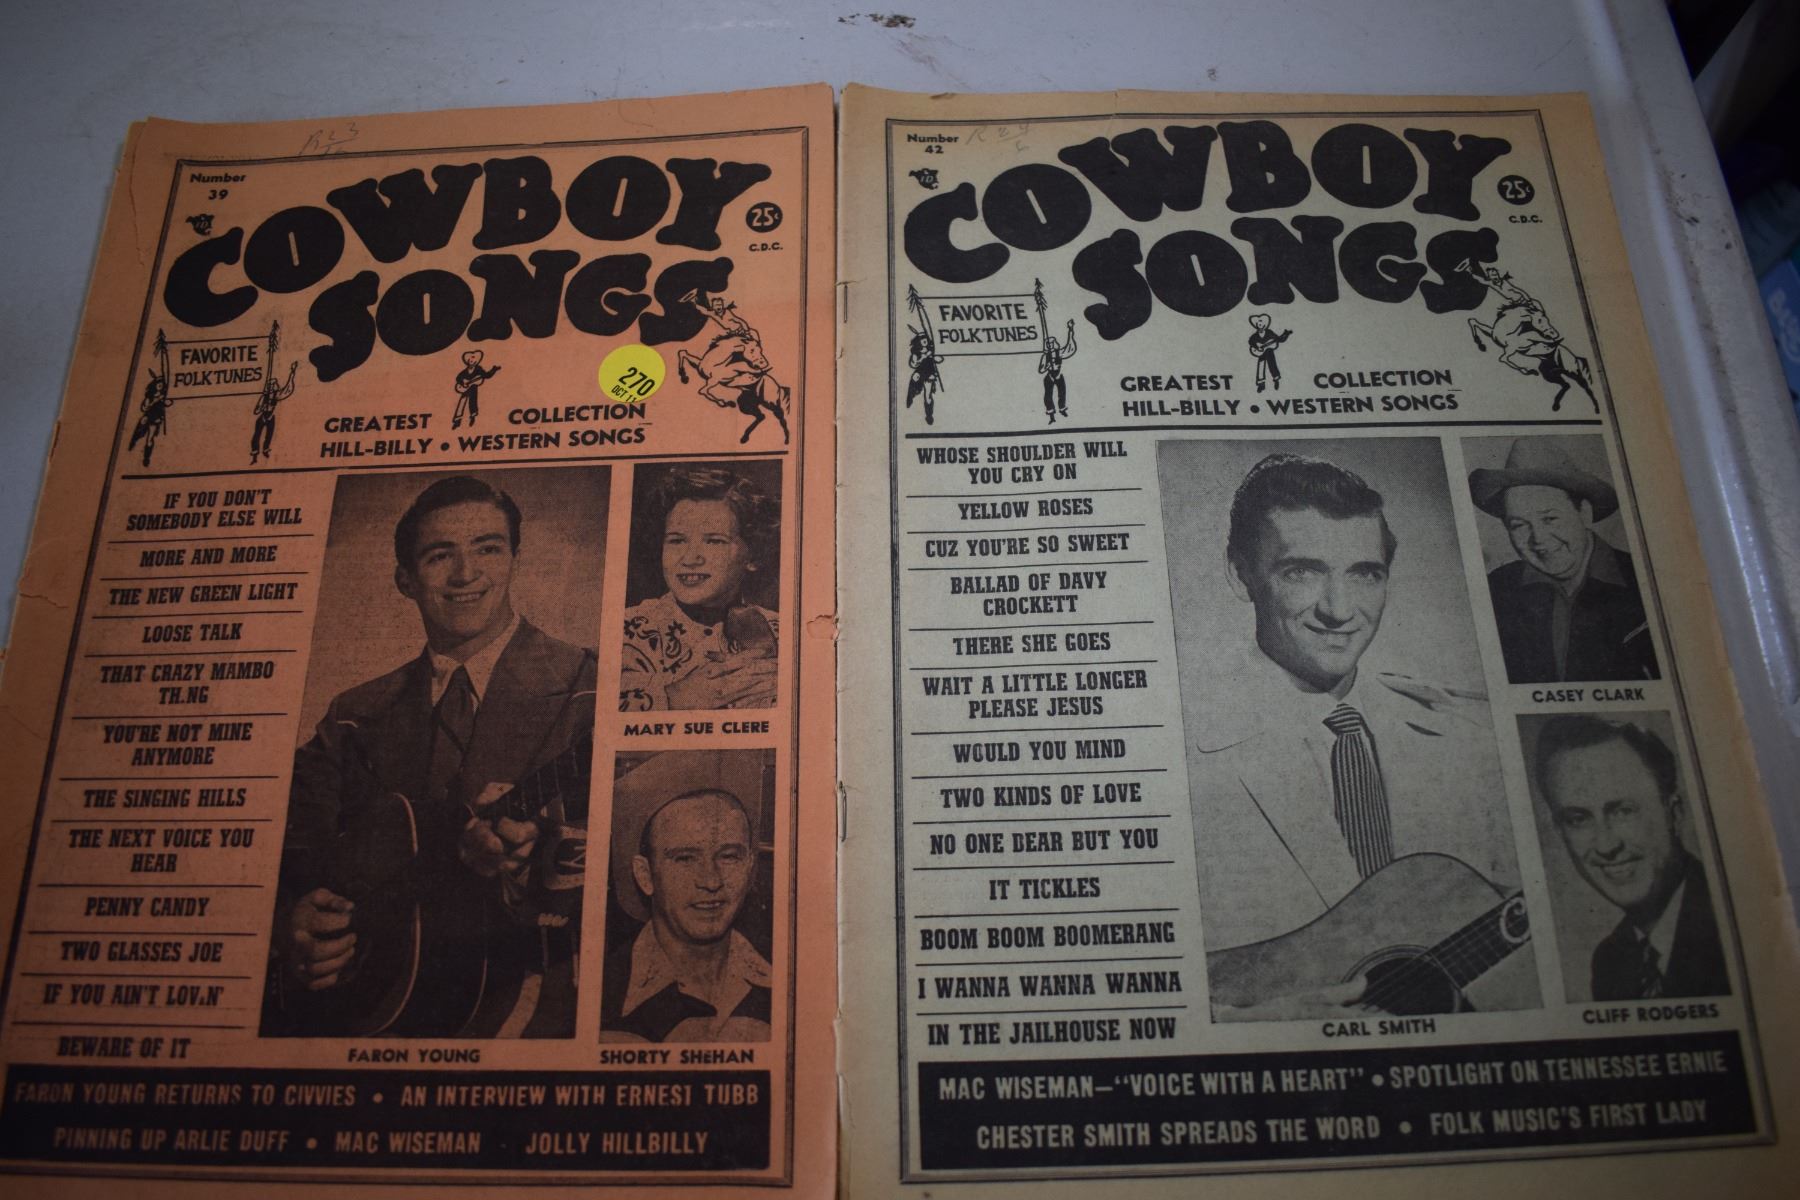 Number
39
COWBOY
SONGS
25¢
C.D.C.
FAVORITE
FOLKTUNES
270
OCT 11
GREATEST COLLECTION
HILL-BILLY • WESTERN SONGS
IF YOU DON'T
SOMEBODY ELSE WILL
MORE AND MORE
THE NEW GREEN LIGHT
LOOSE TALK
THAT CRAZY MAMBO
TH.NG
YOU'RE NOT MINE
ANYMORE
THE SINGING HILLS
THE NEXT VOICE YOU
HEAR
PENNY CANDY
TWO GLASSES JOE
IF YOU AIN'T LOV.N'
BEWARE OF IT
FARON YOUNG
MARY SUE CLERE
SHORTY SHEHAN
FARON YOUNG RETURNS TO CIVVIES • AN INTERVIEW WITH ERNEST TUBB
PINNING UP ARLIE DUFF • MAC WISEMAN JOLLY HILLBILLY
Number
42
COWBOY
SONGS
25¢
C.D.C.
FAVORITE
FOLKTUNES
GREATEST COLLECTION
HILL-BILLY • WESTERN SONGS
WHOSE SHOULDER WILL
YOU CRY ON
YELLOW ROSES
CUZ YOU'RE SO SWEET
BALLAD OF DAVY
CROCKETT
THERE SHE GOES
WAIT A LITTLE LONGER
PLEASE JESUS
WOULD YOU MIND
TWO KINDS OF LOVE
NO ONE DEAR BUT YOU
IT TICKLES
BOOM BOOM BOOMERANG
I WANNA WANNA WANNA
IN THE JAILHOUSE NOW
CARL SMITH
CASEY CLARK
CLIFF RODGERS
MAC WISEMAN—"VOICE WITH A HEART" • SPOTLIGHT ON TENNESSEE ERNIE
CHESTER SMITH SPREADS THE WORD • FOLK MUSIC'S FIRST LADY